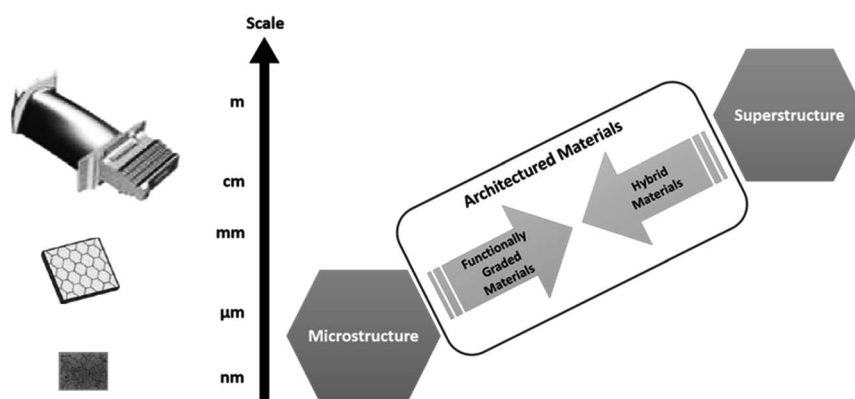 Scale
m
cm
mm
μm
nm
Superstructure
Architectured Materials
Hybrid
Materials
Functionally
Graded
Materials
Microstructure